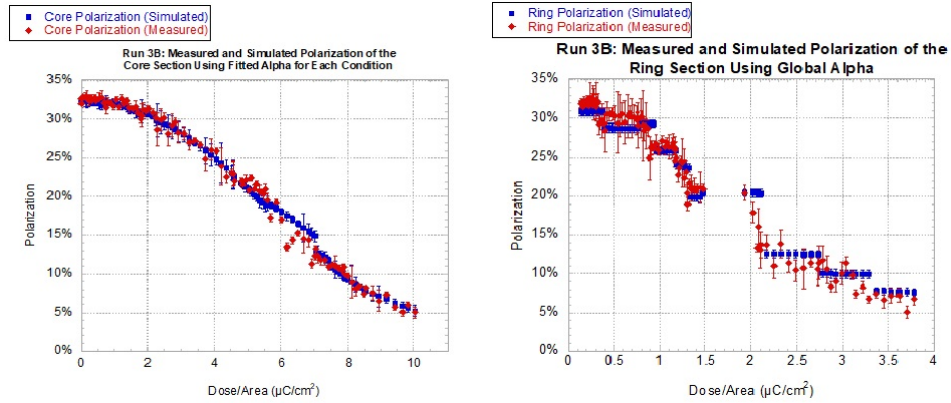 Core Polarization (Simulated)
Core Polarization (Measured)
Run 3B: Measured and Simulated Polarization of the
Core Section Using Fitted Alpha for Each Condition
35%
30%
25%
20%
15%
10%
5%
0%
Polarization
0 2 4 6 8 10
Dose/Area (µC/cm²)
Ring Polarization (Simulated)
Ring Polarization (Measured)
Run 3B: Measured and Simulated Polarization of the
Ring Section Using Global Alpha
35%
30%
25%
20%
15%
10%
5%
0%
Polarization
0 0.5 1 1.5 2 2.5 3 3.5 4
Dose/Area (µC/cm²)